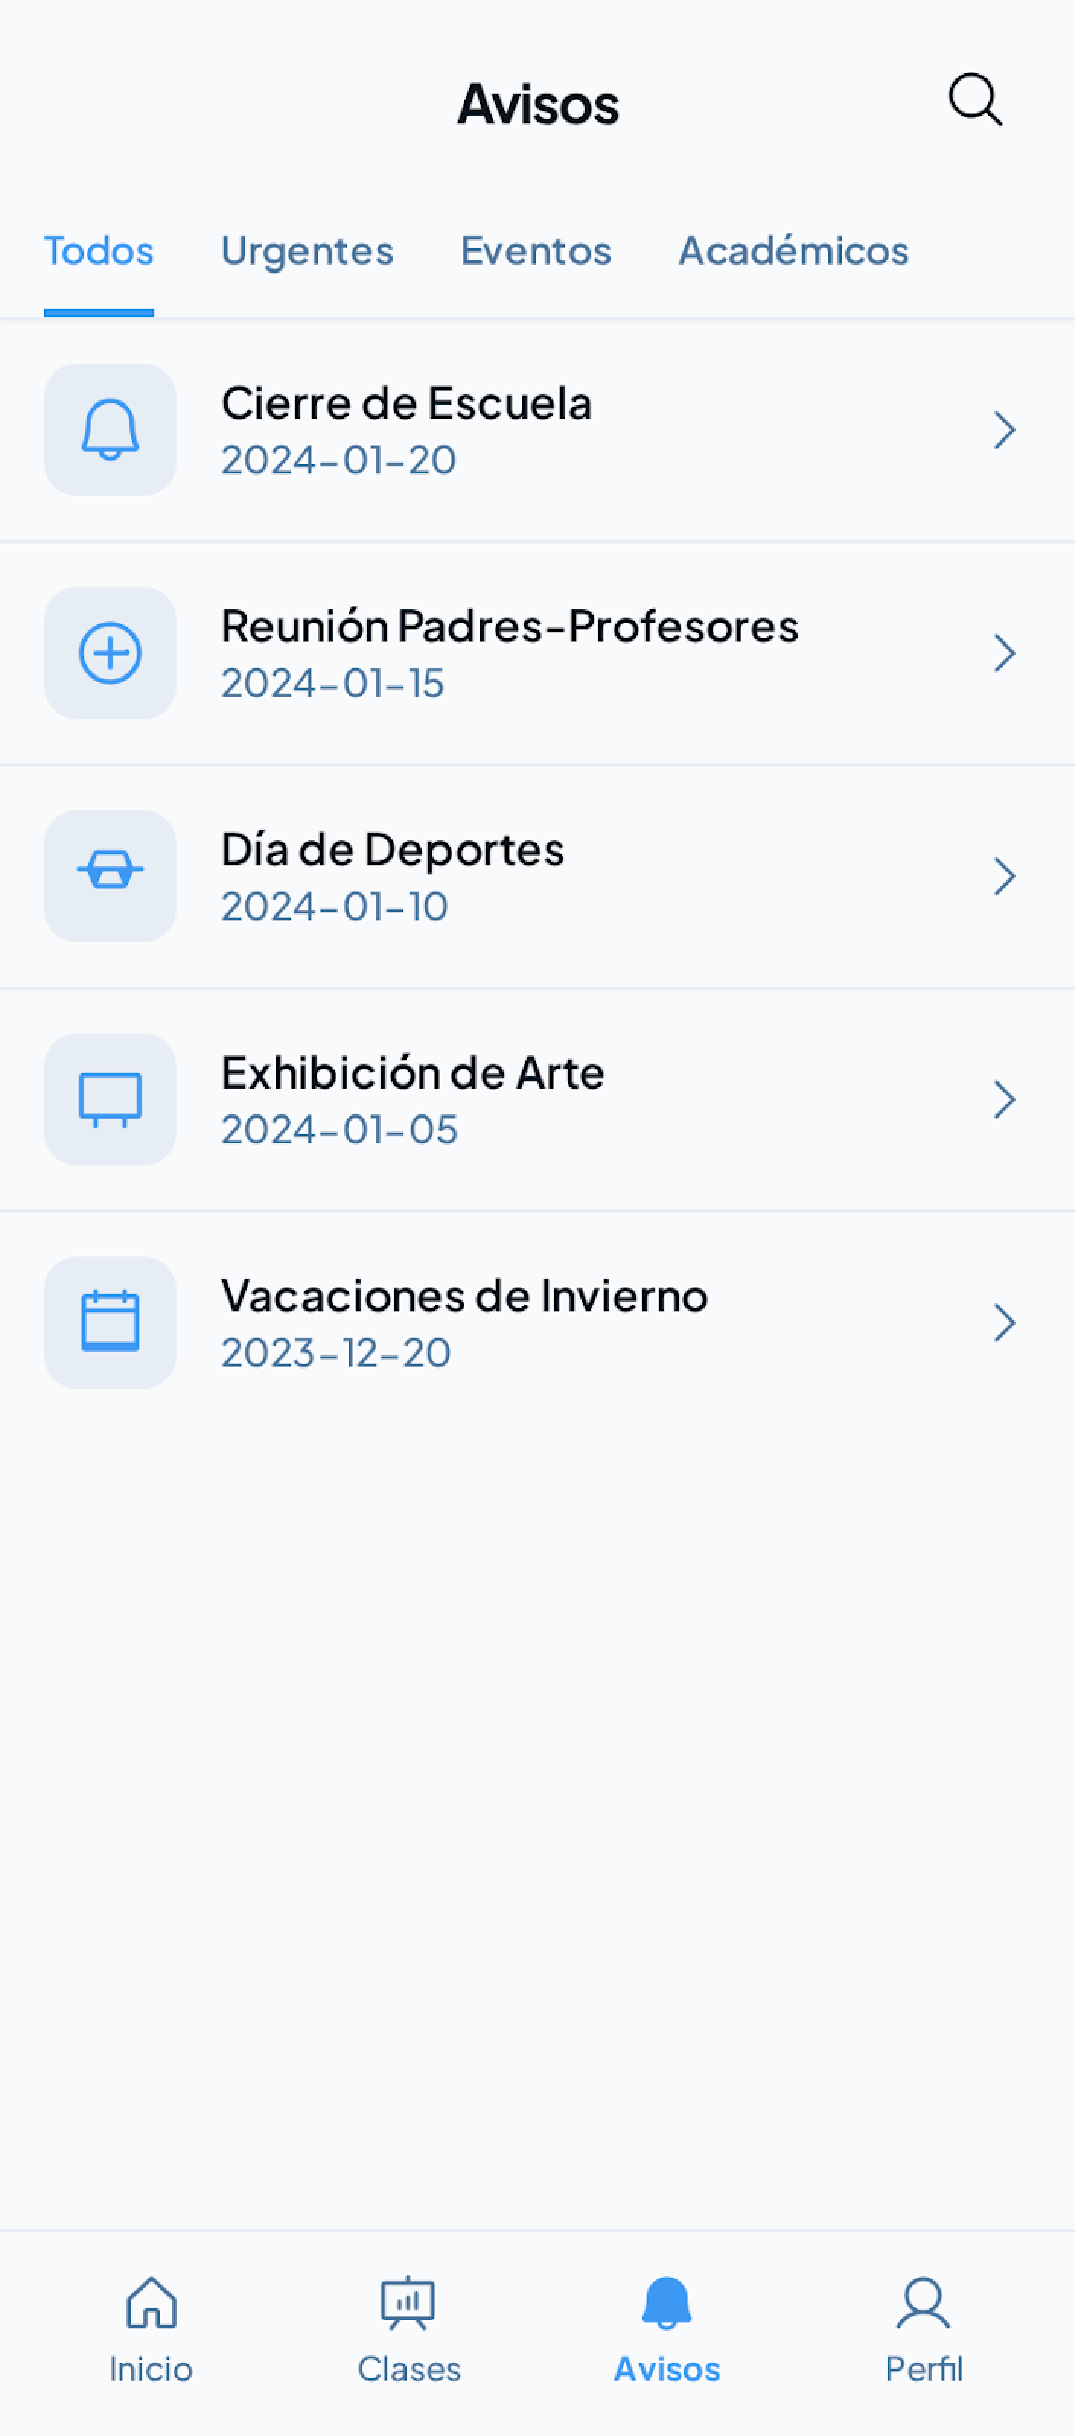 Avisos
Todos Urgentes Eventos Académicos
Cierre de Escuela
2024-01-20
Reunión Padres-Profesores
2024-01-15
Día de Deportes
2024-01-10
Exhibición de Arte
2024-01-05
Vacaciones de Invierno
2023-12-20
Inicio Clases Avisos Perfil